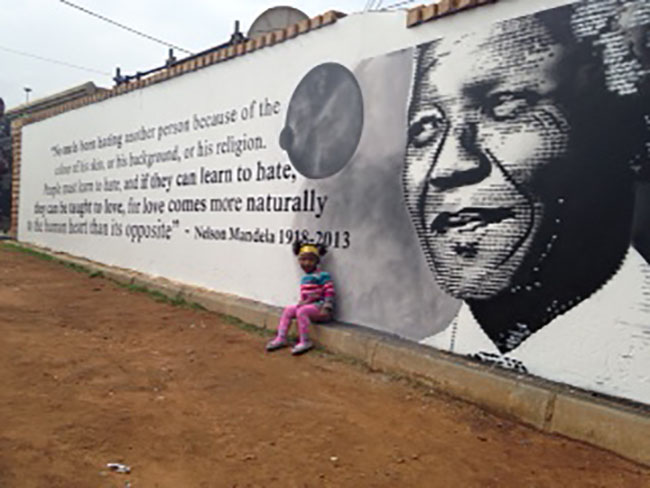 "No one is born hating another person because of the
colour of his skin, or his background, or his religion.
People must learn to hate, and if they can learn to hate,
they can be taught to love, for love comes more naturally
to the human heart than its opposite" - Nelson Mandela 1918-2013